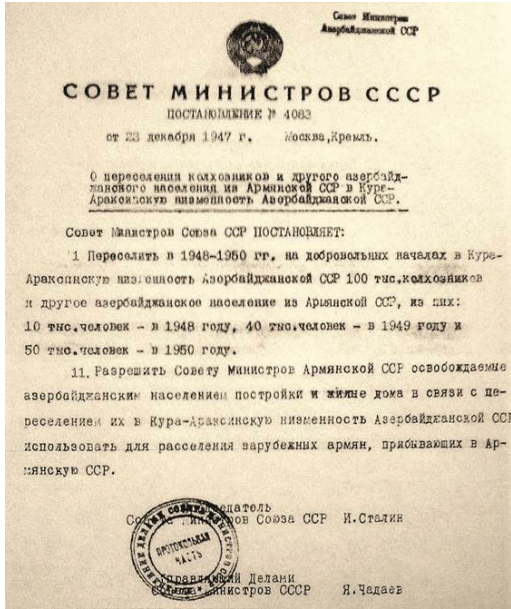 Совет Министров
Азербайджанской ССР
СОВЕТ МИНИСТРОВ СССР
ПОСТАНОВЛЕНИЕ № 4083
от 23 декабря 1947 г. Москва,Кремль.
О переселении колхозников и другого азербайд-
жанского населения из Армянской ССР в Кура-
Араксинскую низменность Азербайджанской ССР.
Совет Министров Союза ССР ПОСТАНОВЛЯЕТ:
1 Переселить в 1948-1950 гг. на добровольных началах в Кура-
Араксинскую низменность Азербайджанской ССР 100 тыс.колхозников
и другое азербайджанское население из Армянской ССР, из них:
10 тыс.человек - в 1948 году, 40 тыс.человек - в 1949 году и
50 тыс.человек - в 1950 году.
11. Разрешить Совету Министров Армянской ССР освобождаемые
азербайджанским населением постройки и жилые дома в связи с пе-
реселением их в Кура-Араксинскую низменность Азербайджанской ССР
использовать для расселения зарубежных армян, прибывающих в Ар-
мянскую ССР.
Председатель
Совета Министров Союза ССР И.Сталин
ПРОТОКОЛЬНАЯ
ЧАСТЬ
Управляющий Делами
Совета Министров СССР Я.Чадаев